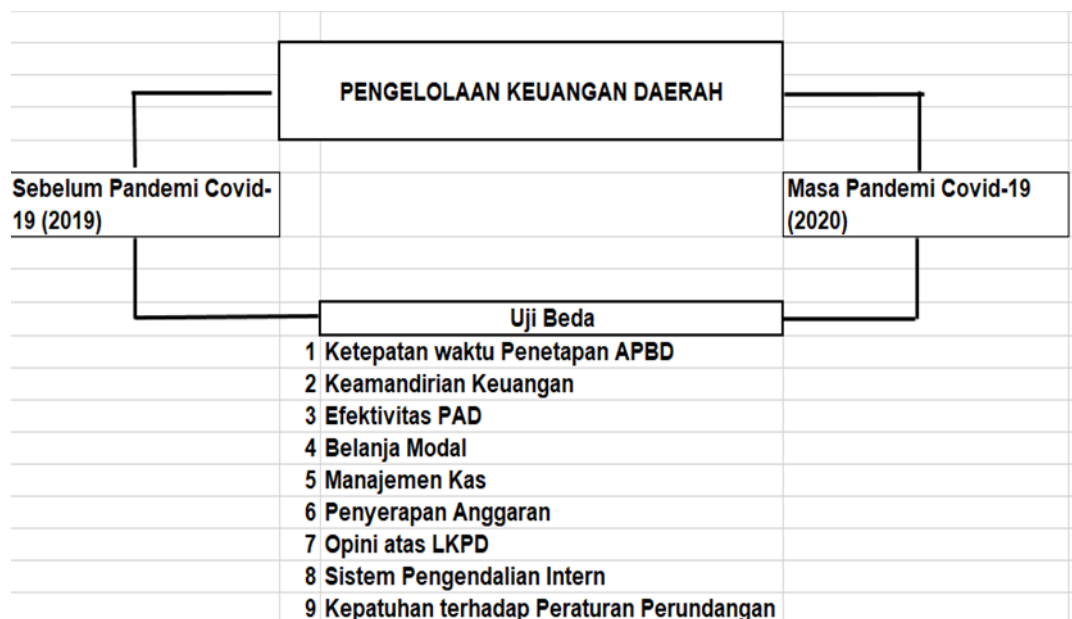 PENGELOLAAN KEUANGAN DAERAH
Sebelum Pandemi Covid-
19 (2019)
Masa Pandemi Covid-19
(2020)
Uji Beda
1 Ketepatan waktu Penetapan APBD
2 Keamandirian Keuangan
3 Efektivitas PAD
4 Belanja Modal
5 Manajemen Kas
6 Penyerapan Anggaran
7 Opini atas LKPD
8 Sistem Pengendalian Intern
9 Kepatuhan terhadap Peraturan Perundangan